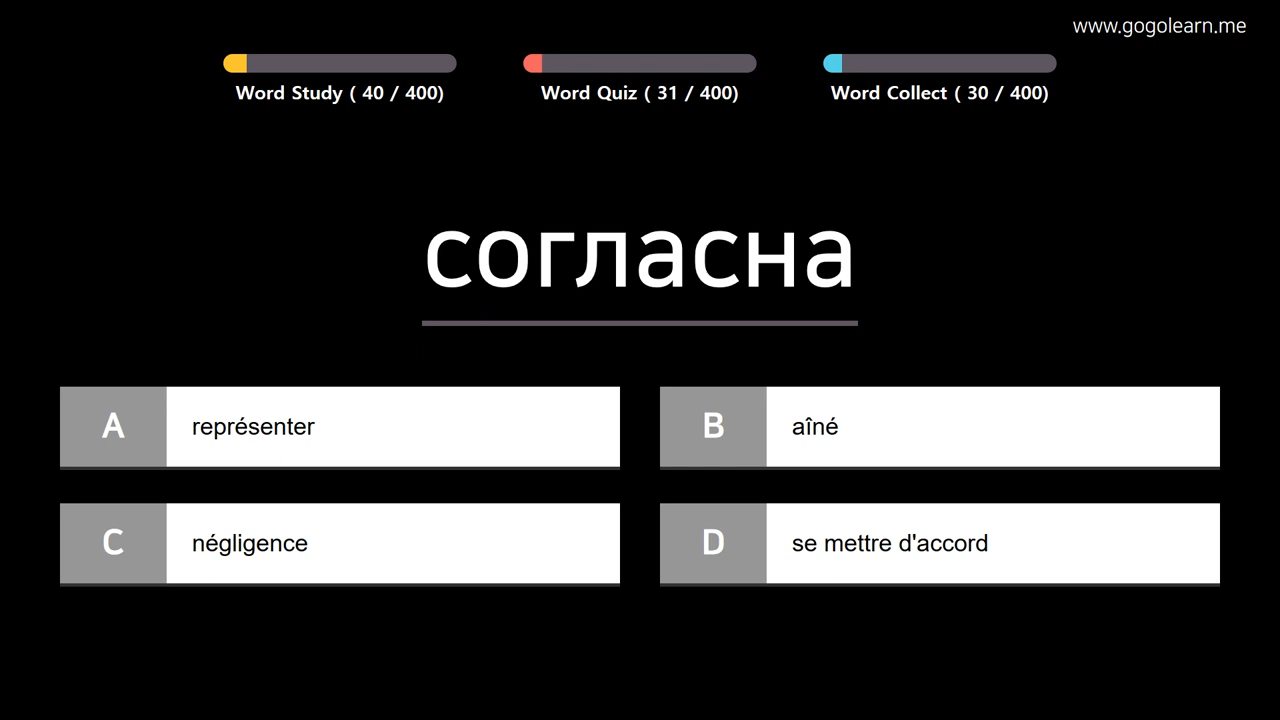 www.gogolearn.me
Word Study ( 40 / 400)
Word Quiz ( 31 / 400)
Word Collect ( 30 / 400)
согласна
A représenter
B aîné
C négligence
D se mettre d'accord